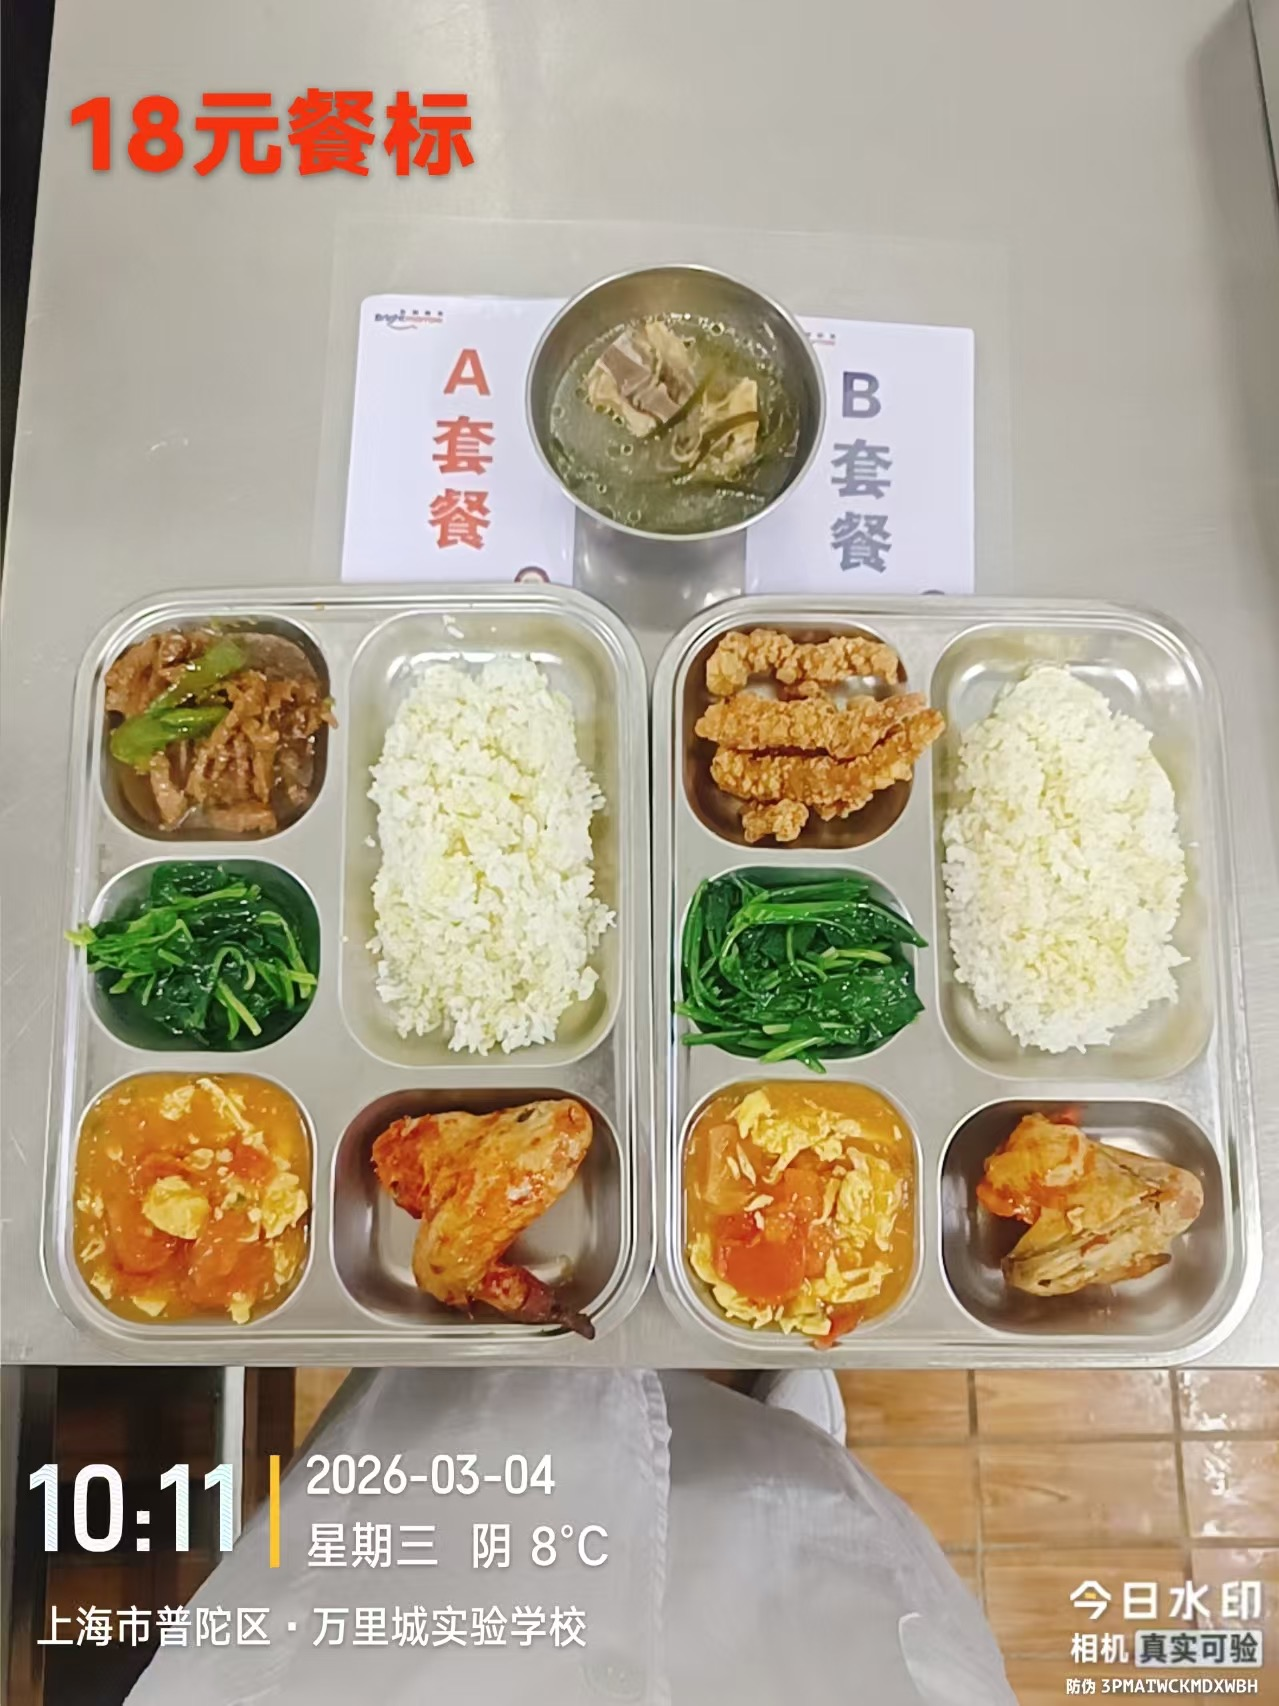 18元餐标
Brightmorrow
A
套
餐
B
套
餐
10:11
2026-03-04
星期三 阴 8°C
上海市普陀区·万里城实验学校
今日水印
相机 真实可验
防伪 3PMATWCKMDXWBH